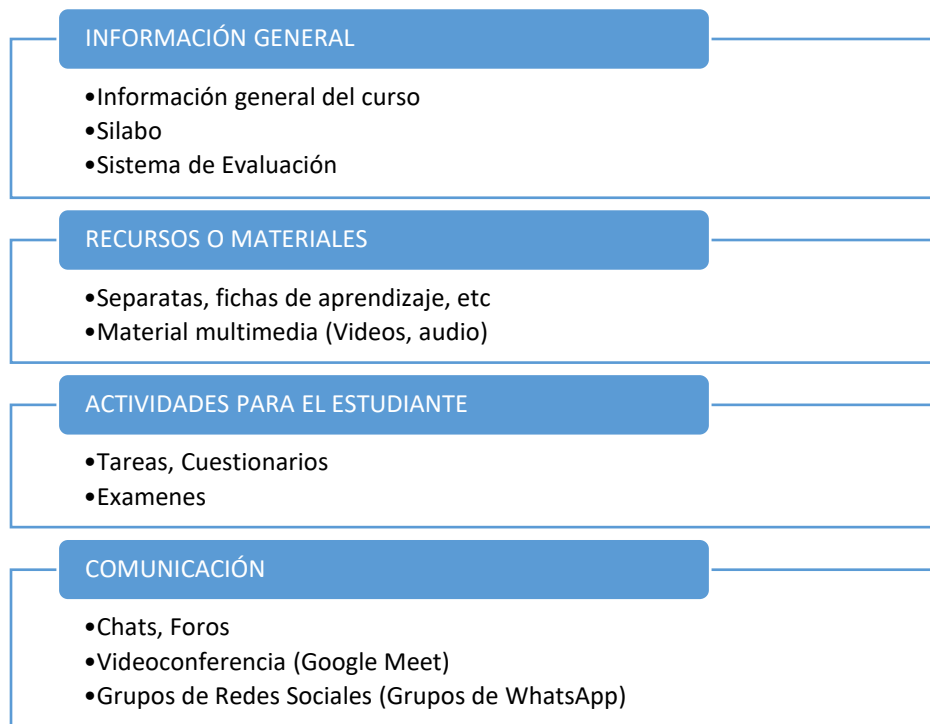 INFORMACIÓN GENERAL
•Información general del curso
•Silabo
•Sistema de Evaluación
RECURSOS O MATERIALES
•Separatas, fichas de aprendizaje, etc
•Material multimedia (Videos, audio)
ACTIVIDADES PARA EL ESTUDIANTE
•Tareas, Cuestionarios
•Examenes
COMUNICACIÓN
•Chats, Foros
•Videoconferencia (Google Meet)
•Grupos de Redes Sociales (Grupos de WhatsApp)